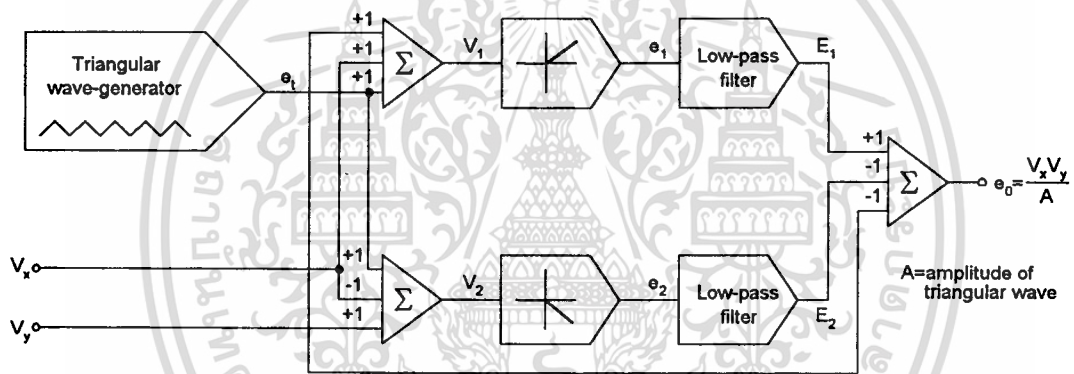 Triangular
wave-generator
e_t
+1
+1
+1
Σ
V_1
e_1
Low-pass
filter
E_1
+1
-1
-1
Σ
e_0=V_xV_y/A
V_x
V_y
+1
-1
+1
Σ
V_2
e_2
Low-pass
filter
E_2
A=amplitude of
triangular wave